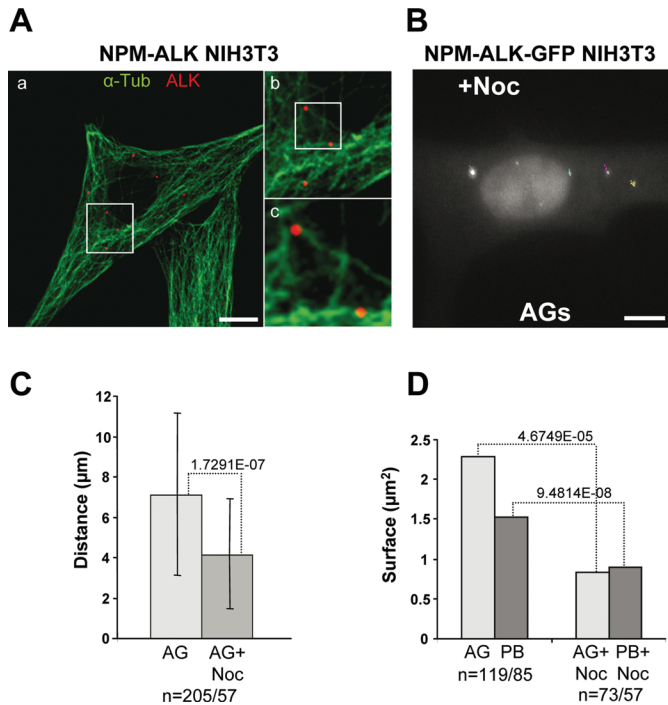 A
NPM-ALK NIH3T3
a
α-Tub ALK
b
c
B
NPM-ALK-GFP NIH3T3
+Noc
AGs
C
Distance (µm)
12
10
8
6
4
2
0
1.7291E-07
AG AG+
Noc
n=205/57
D
Surface (µm²)
2.5
2
1.5
1
0.5
0
4.6749E-05
9.4814E-08
AG PB AG+ PB+
Noc Noc
n=119/85
n=73/57